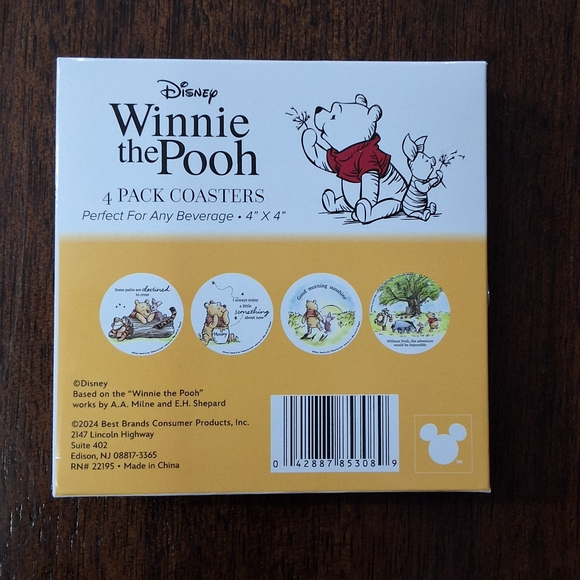 Disney
Winnie
the Pooh
4 PACK COASTERS
Perfect For Any Beverage • 4" X 4"
Some paths are destined
to cross
I always enjoy
a little
something
about now
Hunny
Good morning sunshine
Without Pooh, the adventure
would be impossible
©Disney
Based on the "Winnie the Pooh"
works by A.A. Milne and E.H. Shepard
©2024 Best Brands Consumer Products, Inc.
2147 Lincoln Highway
Suite 402
Edison, NJ 08817-3365
RN# 22195 • Made in China
0 42887 85308 9
TM